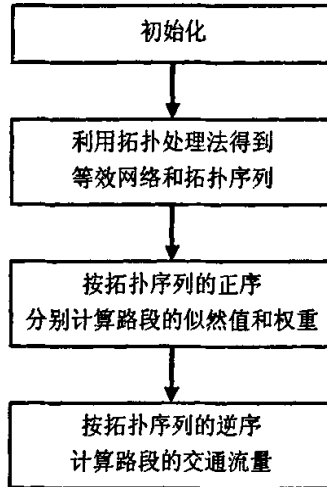 初始化
利用拓扑处理法得到
等效网络和拓扑序列
按拓扑序列的正序
分别计算路段的似然值和权重
按拓扑序列的逆序
计算路段的交通流量